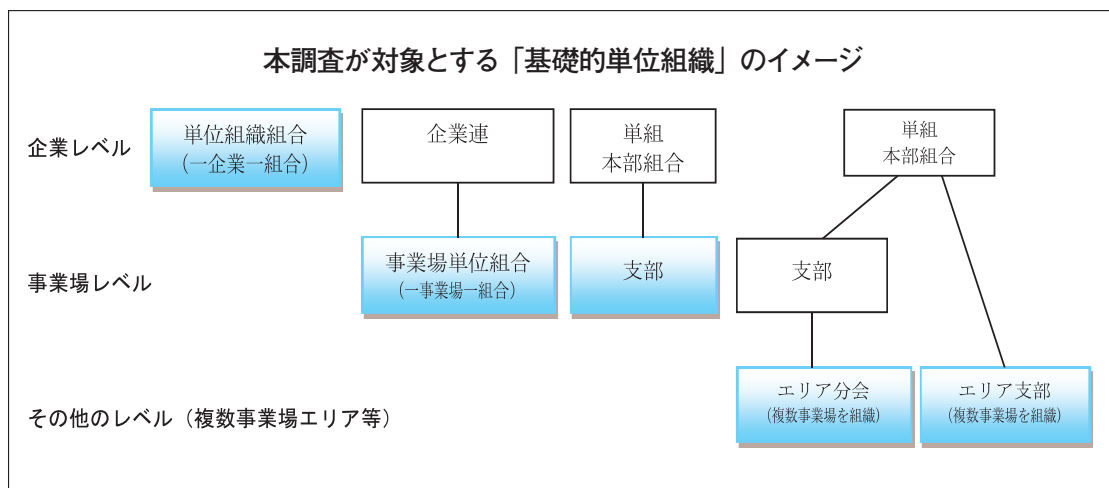 本調査が対象とする「基礎的単位組織」のイメージ
企業レベル
単位組織組合
(一企業一組合)
企業連
単組
本部組合
単組
本部組合
事業場レベル
事業場単位組合
(一事業場一組合)
支部
支部
その他のレベル（複数事業場エリア等）
エリア分会
(複数事業場を組織)
エリア支部
(複数事業場を組織)